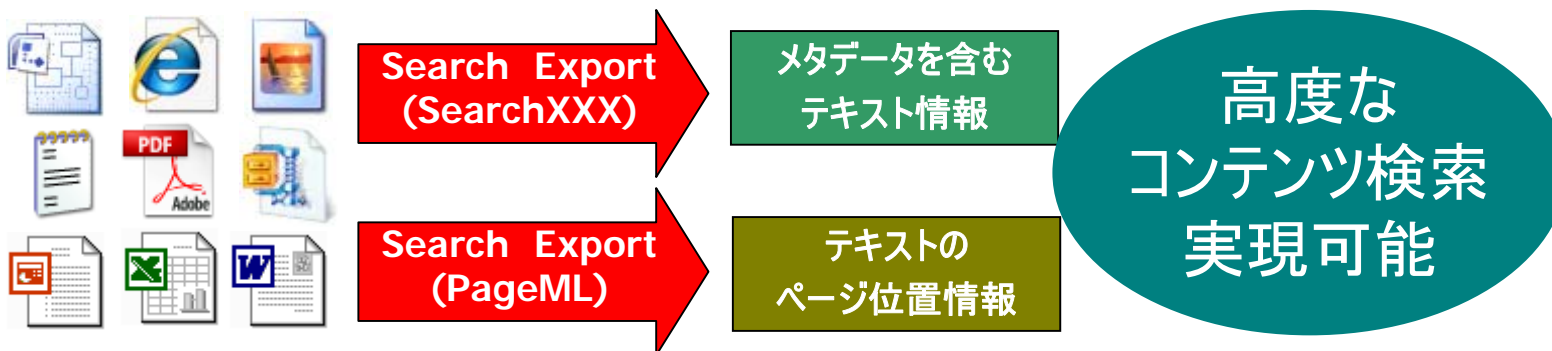 Search Export
(SearchXXX)
メタデータを含む
テキスト情報
高度な
コンテンツ検索
実現可能
PDF
Adobe
Search Export
(PageML)
テキストの
ページ位置情報